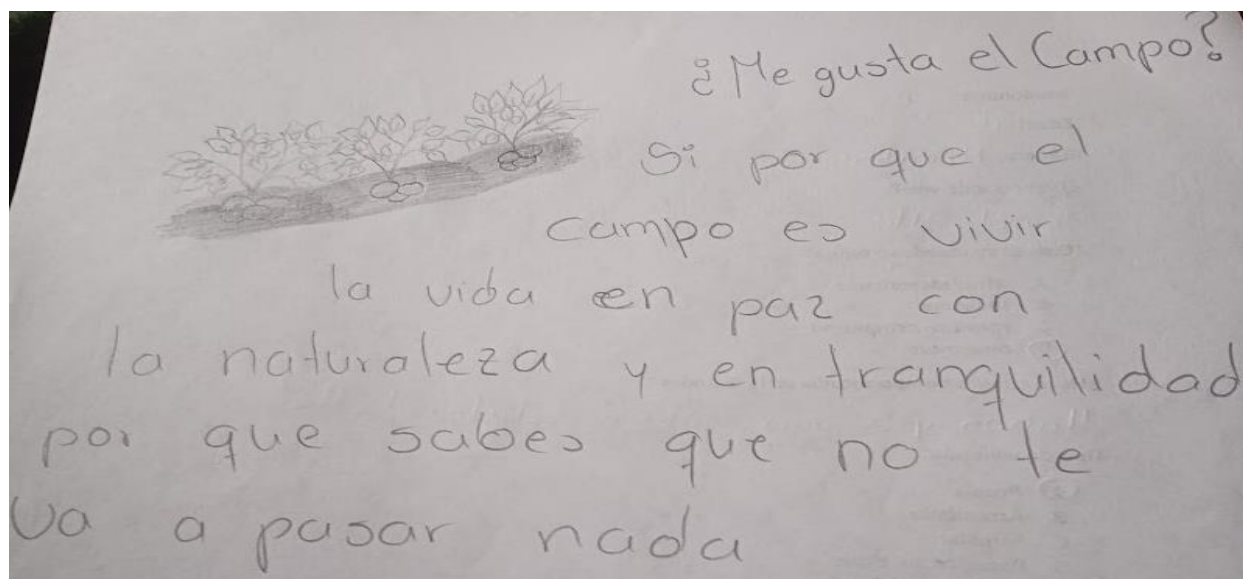 ¿Me gusta el Campo?
Si por que el
campo es vivir
la vida en paz con
la naturaleza y en tranquilidad
por que sabes que no te
va a pasar nada